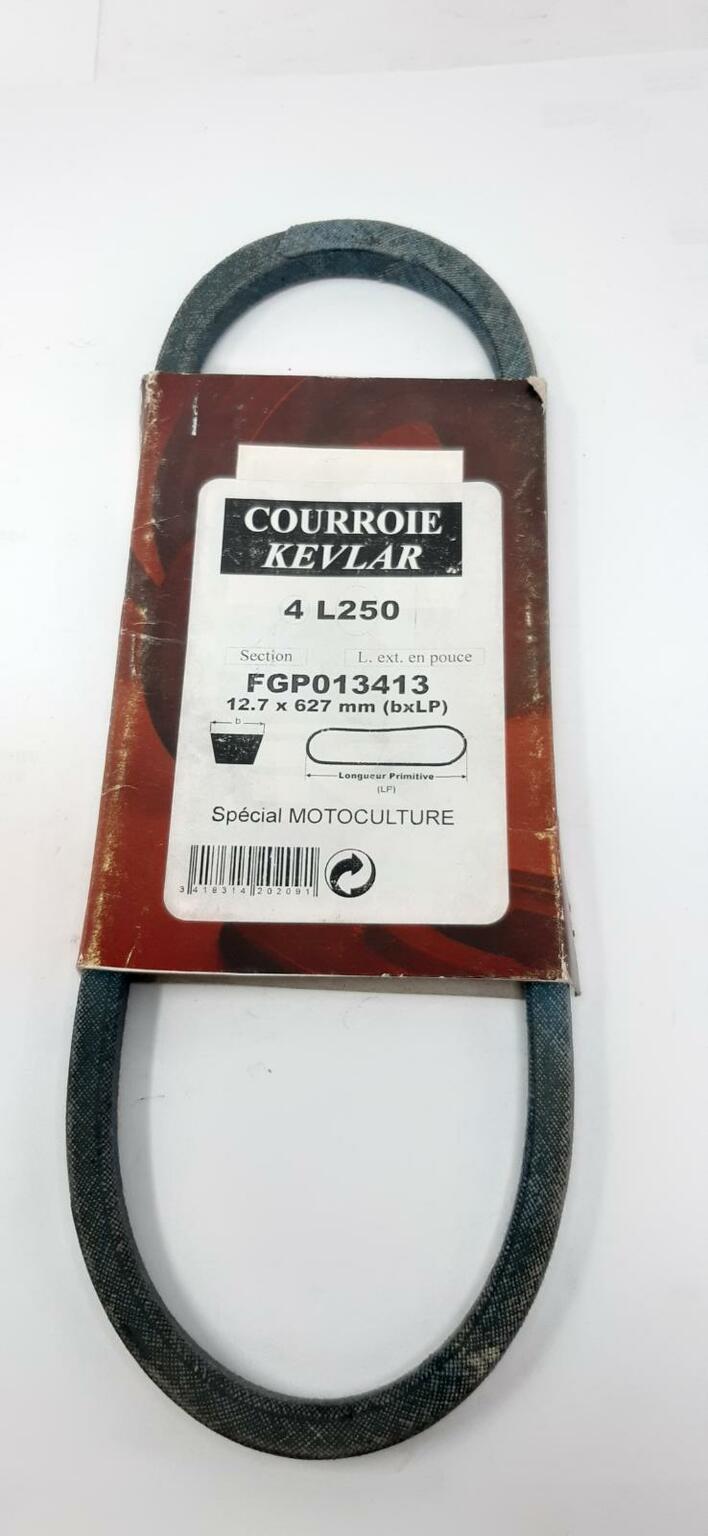 COURROIE
KEVLAR
4 L250
Section L. ext. en pouce
FGP013413
12.7 x 627 mm (bxLP)
b
Longueur Primitive
(LP)
Spécial MOTOCULTURE
3 418314 202091